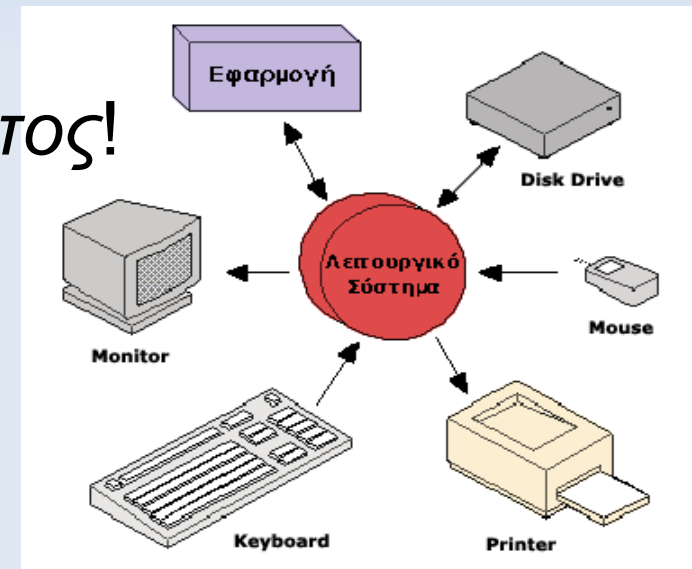 Εφαρμογή
τος!
Disk Drive
Λειτουργικό
Σύστημα
Mouse
Monitor
Keyboard
Printer